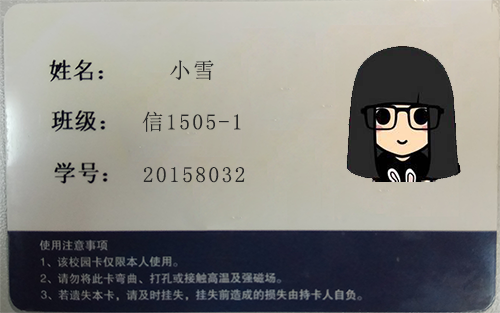 姓名： 小雪
班级： 信1505-1
学号： 20158032
使用注意事项
1、该校园卡仅限本人使用。
2、请勿将此卡弯曲、打孔或接触高温及强磁场。
3、若遗失本卡，请及时挂失，挂失前造成的损失由持卡人自负。